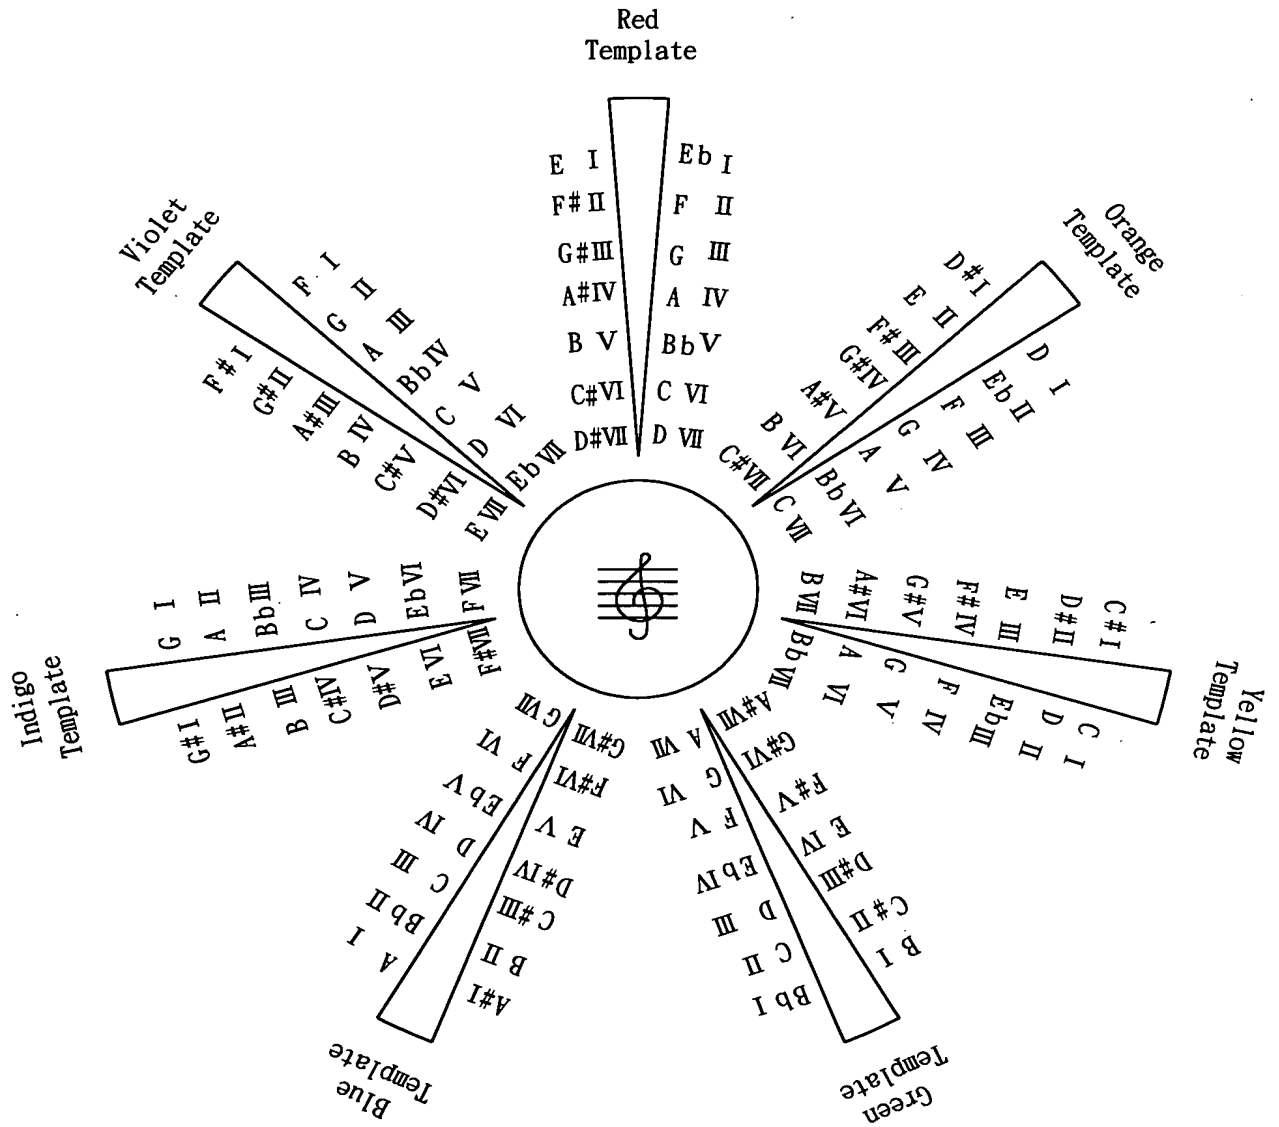 Red
Template
E I
F# II
G# III
A# IV
B V
C# VI
D# VII
Eb I
F II
G III
A IV
Bb V
C VI
D VII
Orange
Template
D# I
E II
F# III
G# IV
A# V
B VI
C# VII
D I
Eb II
F III
G IV
A V
Bb VI
C VII
Yellow
Template
C# I
D# II
E III
F# IV
G# V
A# VI
B VII
C I
D II
Eb III
F IV
G V
A VI
Bb VII
Green
Template
B I
C# II
D# III
E IV
F# V
G# VI
A# VII
Bb I
C II
D III
Eb IV
F V
G VI
A VII
Blue
Template
A# I
B II
C# III
D# IV
E V
F# VI
G# VII
A I
Bb II
C III
D IV
Eb V
F VI
G VII
Indigo
Template
G# I
A# II
B III
C# IV
D# V
E VI
F# VII
G I
A II
Bb III
C IV
D V
Eb VI
F VII
Violet
Template
F# I
G# II
A# III
B IV
C# V
D# VI
E VII
F I
G II
A III
Bb IV
C V
D VI
Eb VII